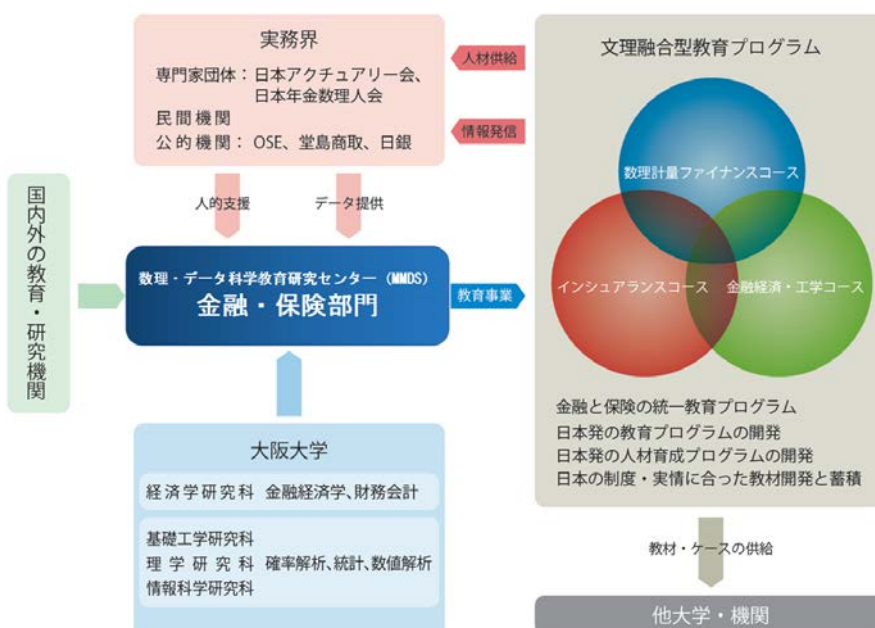 実務界
専門家団体：日本アクチュアリー会、
日本年金数理人会
民間機関
公的機関： OSE、堂島商取、日銀
人材供給
情報発信
人的支援
データ提供
国内外の教育・研究機関
数理・データ科学教育研究センター（MMDS）
金融・保険部門
教育事業
大阪大学
経済学研究科 金融経済学、財務会計
基礎工学研究科
理学研究科 確率解析、統計、数値解析
情報科学研究科
文理融合型教育プログラム
数理計量ファイナンスコース
インシュアランスコース
金融経済・工学コース
金融と保険の統一教育プログラム
日本発の教育プログラムの開発
日本発の人材育成プログラムの開発
日本の制度・実情に合った教材開発と蓄積
教材・ケースの供給
他大学・機関